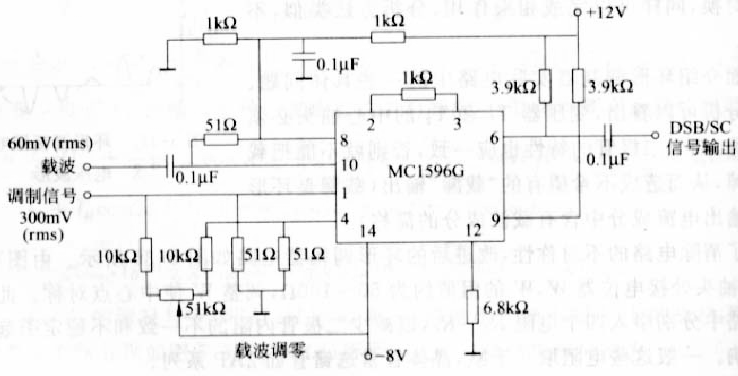 1kΩ
1kΩ
+12V
0.1μF
1kΩ
3.9kΩ
3.9kΩ
2
3
60mV(rms)
载波
51Ω
8
6
DSB/SC
信号输出
0.1μF
0.1μF
10
MC1596G
调制信号
300mV
(rms)
1
4
14
12
9
10kΩ
10kΩ
51Ω
51Ω
51kΩ
6.8kΩ
载波调零
-8V